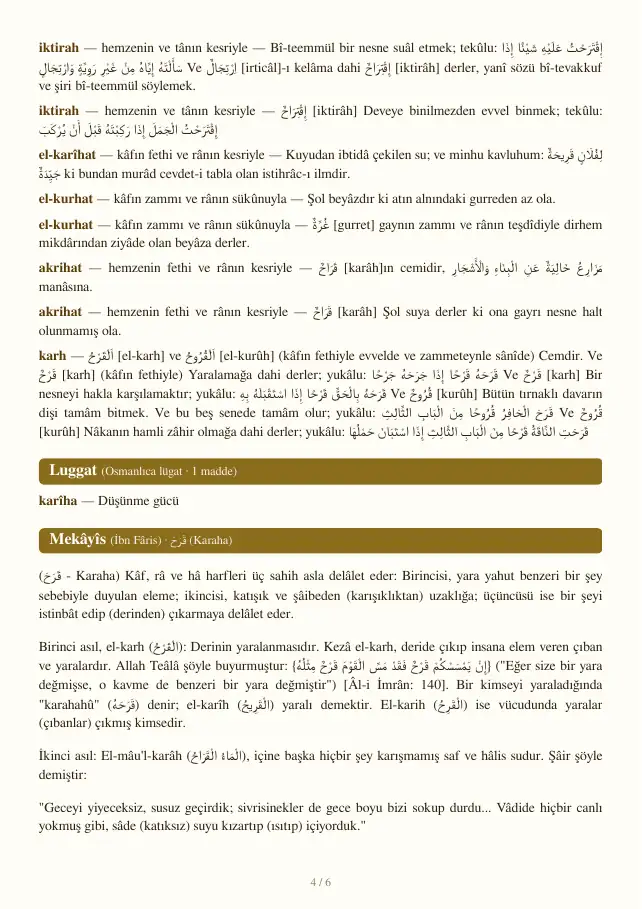 iktirah — hemzenin ve tânın kesriyle — Bî-teemmül bir nesne suâl etmek; tekûlu: إِقْتَرَحْتُ عَلَيْهِ شَيْئًا إِذَا
سَأَلْتَهُ إِيَّاهُ مِنْ غَيْرِ رَوِيَّةٍ وَارْتِجَالٍ Ve إِرْتِجَالٌ [irticâl]-ı kelâma dahi إِقْتِرَاحٌ [iktirâh] derler, yanî sözü bî-tevakkuf
ve şiri bî-teemmül söylemek.
iktirah — hemzenin ve tânın kesriyle — إِقْتِرَاحٌ [iktirâh] Deveye binilmezden evvel binmek; tekûlu:
إِقْتَرَحْتُ الْجَمَلَ إِذَا رَكِبْتَهُ قَبْلَ أَنْ يُرْكَبَ
el-karîhat — kâfın fethi ve rânın kesriyle — Kuyudan ibtidâ çekilen su; ve minhu kavluhum: لِفُلَانٍ قَرِيحَةٌ
جَيِّدَةٌ ki bundan murâd cevdet-i tabla olan istihrâc-ı ilmdir.
el-kurhat — kâfın zammı ve rânın sükûnuyla — Şol beyâzdır ki atın alnındaki gurreden az ola.
el-kurhat — kâfın zammı ve rânın sükûnuyla — غُرَّةٌ [gurret] gaynın zammı ve rânın teşdîdiyle dirhem
mikdârından ziyâde olan beyâza derler.
akrihat — hemzenin fethi ve rânın kesriyle — قَرَاحٌ [karâh]ın cemidir, مَزَارِعُ خَالِيَةٌ عَنِ الْبِنَاءِ وَالْأَشْجَارِ
manâsına.
akrihat — hemzenin fethi ve rânın kesriyle — قَرَاحٌ [karâh] Şol suya derler ki ona gayrı nesne halt
olunmamış ola.
karh — اَلْقَرْحُ [el-karh] ve اَلْقُرُوحُ [el-kurûh] (kâfın fethiyle evvelde ve zammeteynle sânîde) Cemdir. Ve
قَرْحٌ [karh] (kâfın fethiyle) Yaralamağa dahi derler; yukâlu: قَرَحَهُ قَرْحًا إِذَا جَرَحَهُ جَرْحًا Ve قَرْحٌ [karh] Bir
nesneyi hakla karşılamaktır; yukâlu: قَرَحَهُ بِالْحَقِّ قَرْحًا إِذَا اسْتَقْبَلَهُ بِهِ Ve قُرُوحٌ [kurûh] Bütün tırnaklı davarın
dişi tamâm bitmek. Ve bu beş senede tamâm olur; yukâlu: قَرَحَ الْحَافِرُ قُرُوحًا مِنَ الْبَابِ الثَّالِثِ Ve قُرُوحٌ
[kurûh] Nâkanın hamli zâhir olmağa dahi derler; yukâlu: قَرَحَتِ النَّاقَةُ قَرْحًا مِنَ الْبَابِ الثَّالِثِ إِذَا اسْتَبَانَ حَمْلُهَا
Luggat (Osmanlıca lügat · 1 madde)
karîha — Düşünme gücü
Mekâyîs (İbn Fâris) · قَرَحَ (Karaha)
(قَرَحَ - Karaha) Kâf, râ ve hâ harfleri üç sahih asla delâlet eder: Birincisi, yara yahut benzeri bir şey
sebebiyle duyulan eleme; ikincisi, katışık ve şâibeden (karışıklıktan) uzaklığa; üçüncüsü ise bir şeyi
istinbât edip (derinden) çıkarmaya delâlet eder.
Birinci asıl, el-karh (الْقَرْحُ): Derinin yaralanmasıdır. Kezâ el-karh, deride çıkıp insana elem veren çıban
ve yaralardır. Allah Teâlâ şöyle buyurmuştur: {إِنْ يَمْسَسْكُمْ قَرْحٌ فَقَدْ مَسَّ الْقَوْمَ قَرْحٌ مِثْلُهُ} ("Eğer size bir yara
değmişse, o kavme de benzeri bir yara değmiştir") [Âl-i İmrân: 140]. Bir kimseyi yaraladığında
"karahahû" (قَرَحَهُ) denir; el-karîh (الْقَرِيحُ) yaralı demektir. El-karih (الْقَرِحُ) ise vücudunda yaralar
(çıbanlar) çıkmış kimsedir.
İkinci asıl: El-mâu'l-karâh (الْمَاءُ الْقَرَاحُ), içine başka hiçbir şey karışmamış saf ve hâlis sudur. Şâir şöyle
demiştir:
"Geceyi yiyeceksiz, susuz geçirdik; sivrisinekler de gece boyu bizi sokup durdu... Vâdide hiçbir canlı
yokmuş gibi, sâde (katıksız) suyu kızartıp (ısıtıp) içiyorduk."
4 / 6